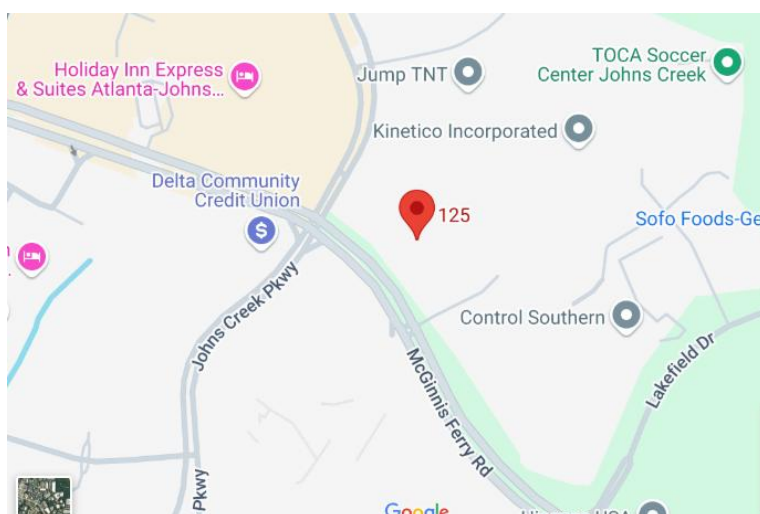 Holiday Inn Express
& Suites Atlanta-Johns...
Jump TNT
TOCA Soccer
Center Johns Creek
Kinetico Incorporated
Delta Community
Credit Union
$
125
Sofo Foods-Ge
Johns Creek Pkwy
Control Southern
McGinnis Ferry Rd
Lakefield Dr
Pkwy
Google